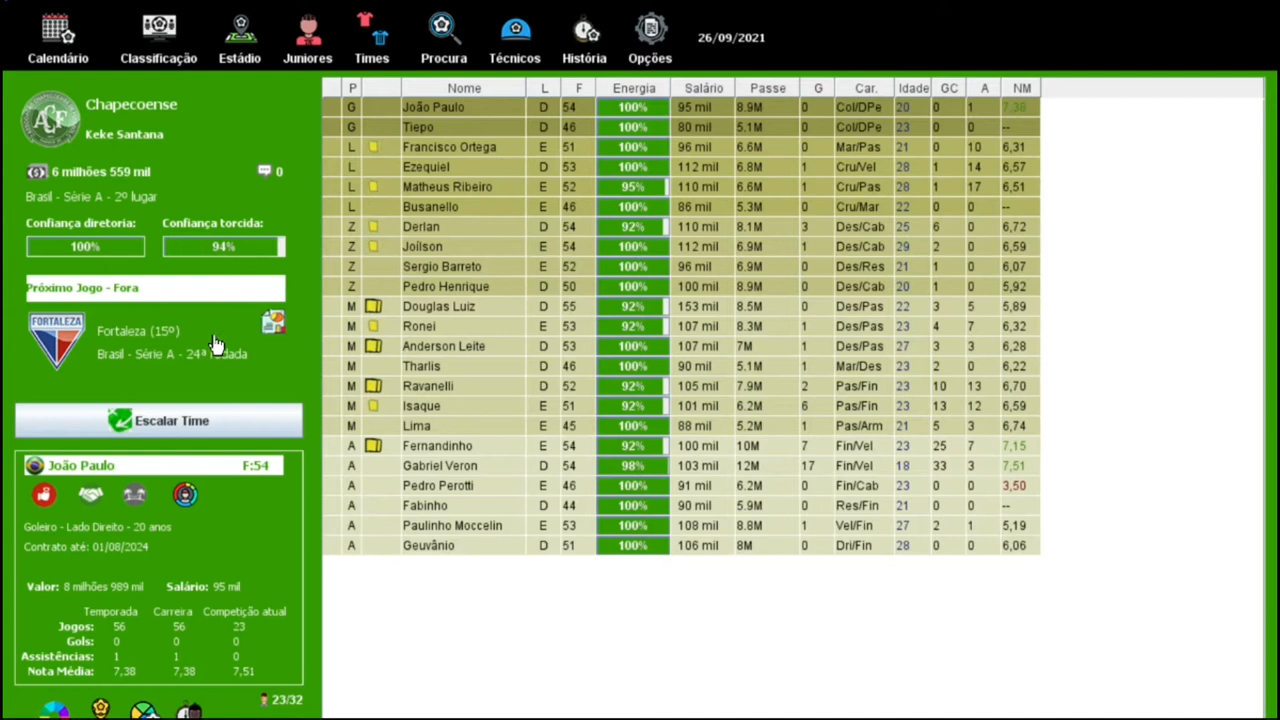 Calendário Classificação Estádio Juniores Times Procura Técnicos História Opções 26/09/2021
Chapecoense
Keke Santana
6 milhões 559 mil 0
Brasil - Série A - 2º lugar
Confiança diretoria: Confiança torcida:
100% 94%
Próximo Jogo - Fora
FORTALEZA
Fortaleza (15º)
Brasil - Série A - 24ª
Escalar Time
João Paulo F:54
Goleiro - Lado Direito - 20 anos
Contrato até: 01/08/2024
Valor: 8 milhões 989 mil Salário: 95 mil
Temporada Carreira Competição atual
Jogos: 56 56 23
Gols: 0 0 0
Assistências: 1 1 0
Nota Média: 7,38 7,38 7,51
23/32
P Nome L F Energia Salário Passe G Car. Idade GC A NM
G João Paulo D 54 100% 95 mil 8.9M 0 Col/DPe 20 0 1 7,38
G Tiepo D 46 100% 80 mil 5.1M 0 Col/DPe 23 0 0 --
L Francisco Ortega E 51 100% 96 mil 6.6M 0 Mar/Pas 21 0 10 6,31
L Ezequiel D 53 100% 112 mil 6.8M 1 Cru/Vel 28 1 14 6,57
L Matheus Ribeiro E 52 95% 110 mil 6.6M 1 Cru/Pas 28 1 17 6,51
L Busanello E 46 100% 86 mil 5.3M 0 Cru/Mar 22 0 0 --
Z Derlan D 54 92% 110 mil 8.1M 3 Des/Cab 25 6 0 6,72
Z Joílson E 54 100% 112 mil 6.9M 1 Des/Cab 29 2 0 6,59
Z Sergio Barreto E 52 100% 96 mil 6.9M 0 Des/Res 21 1 0 6,07
Z Pedro Henrique D 50 100% 100 mil 8.9M 0 Des/Cab 20 1 0 5,92
M Douglas Luiz D 55 92% 153 mil 8.5M 0 Des/Pas 22 3 5 5,89
M Ronei E 53 92% 107 mil 8.3M 1 Des/Pas 23 4 7 6,32
M Anderson Leite D 53 92% 107 mil 7M 1 Des/Pas 27 3 3 6,28
M Tharlis D 46 100% 90 mil 5.1M 1 Mar/Des 23 2 0 6,22
M Ravanelli D 52 92% 105 mil 7.9M 2 Pas/Fin 23 10 13 6,70
M Isaque E 51 92% 101 mil 6.2M 6 Pas/Fin 23 13 12 6,59
M Lima E 45 100% 88 mil 5.2M 1 Pas/Arm 21 5 3 6,74
A Fernandinho E 54 92% 100 mil 10M 7 Fin/Vel 23 25 7 7,15
A Gabriel Veron D 54 98% 103 mil 12M 17 Fin/Vel 18 33 3 7,51
A Pedro Perotti E 46 100% 91 mil 6.2M 0 Fin/Cab 23 0 0 3,50
A Fabinho D 44 100% 90 mil 5.9M 0 Res/Fin 21 0 0 --
A Paulinho Moccelin E 53 100% 108 mil 8.8M 1 Vel/Fin 27 2 1 5,19
A Geuvânio D 51 100% 106 mil 8M 0 Dri/Fin 28 0 0 6,06